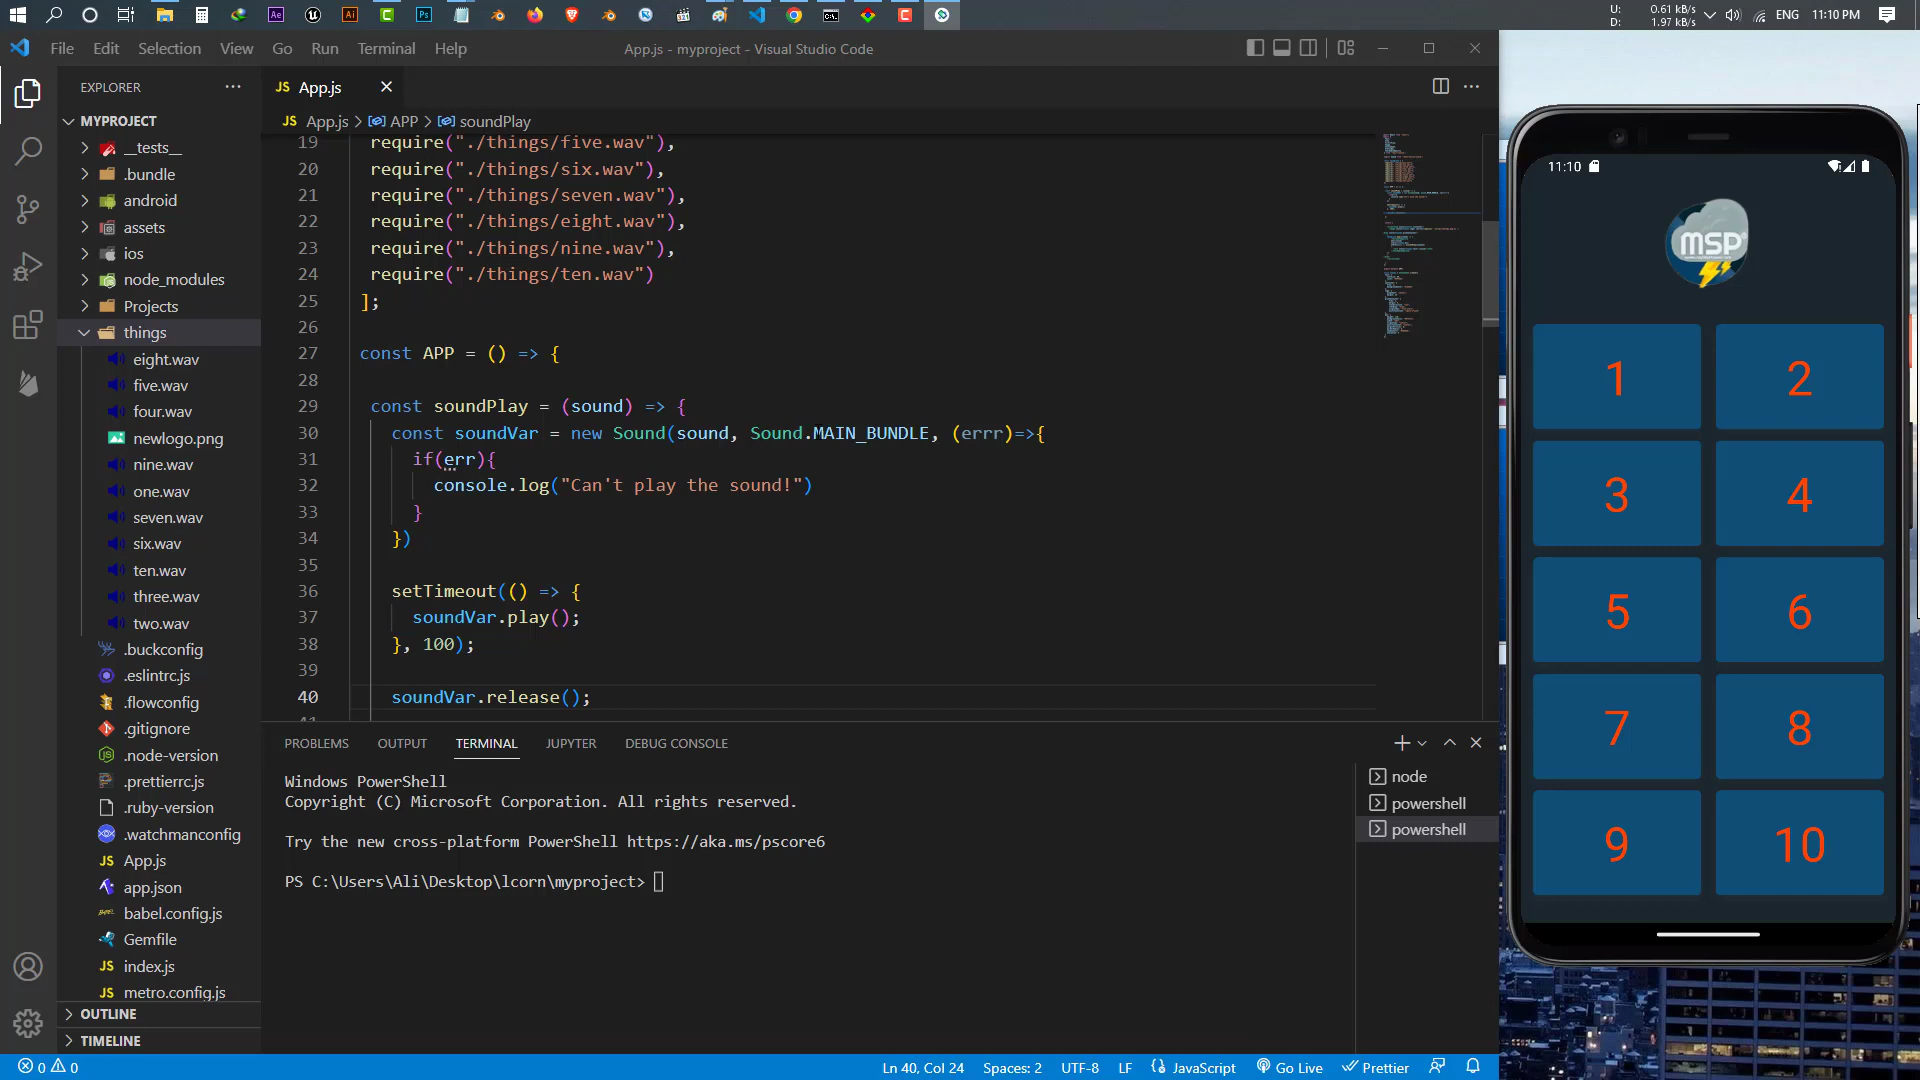 U: 0.61 kB/s
D: 1.97 kB/s
ENG
11:10 PM
File Edit Selection View Go Run Terminal Help
App.js - myproject - Visual Studio Code
EXPLORER
JS App.js
MYPROJECT
JS App.js > APP > soundPlay
__tests__
.bundle
android
assets
ios
node_modules
Projects
things
eight.wav
five.wav
four.wav
newlogo.png
nine.wav
one.wav
seven.wav
six.wav
ten.wav
three.wav
two.wav
.buckconfig
.eslintrc.js
.flowconfig
.gitignore
.node-version
.prettierrc.js
.ruby-version
.watchmanconfig
JS App.js
app.json
babel.config.js
Gemfile
JS index.js
JS metro.config.js
OUTLINE
TIMELINE
19 require("./things/five.wav"),
20 require("./things/six.wav"),
21 require("./things/seven.wav"),
22 require("./things/eight.wav"),
23 require("./things/nine.wav"),
24 require("./things/ten.wav")
25 ];
26
27 const APP = () => {
28
29 const soundPlay = (sound) => {
30 const soundVar = new Sound(sound, Sound.MAIN_BUNDLE, (errr)=>{
31 if(err){
32 console.log("Can't play the sound!")
33 }
34 })
35
36 setTimeout(() => {
37 soundVar.play();
38 }, 100);
39
40 soundVar.release();
PROBLEMS OUTPUT TERMINAL JUPYTER DEBUG CONSOLE
Windows PowerShell
Copyright (C) Microsoft Corporation. All rights reserved.
Try the new cross-platform PowerShell https://aka.ms/pscore6
PS C:\Users\Ali\Desktop\lcorn\myproject>
node
powershell
powershell
0 0
Ln 40, Col 24 Spaces: 2 UTF-8 LF JavaScript Go Live Prettier
11:10
MSP
1 2
3 4
5 6
7 8
9 10